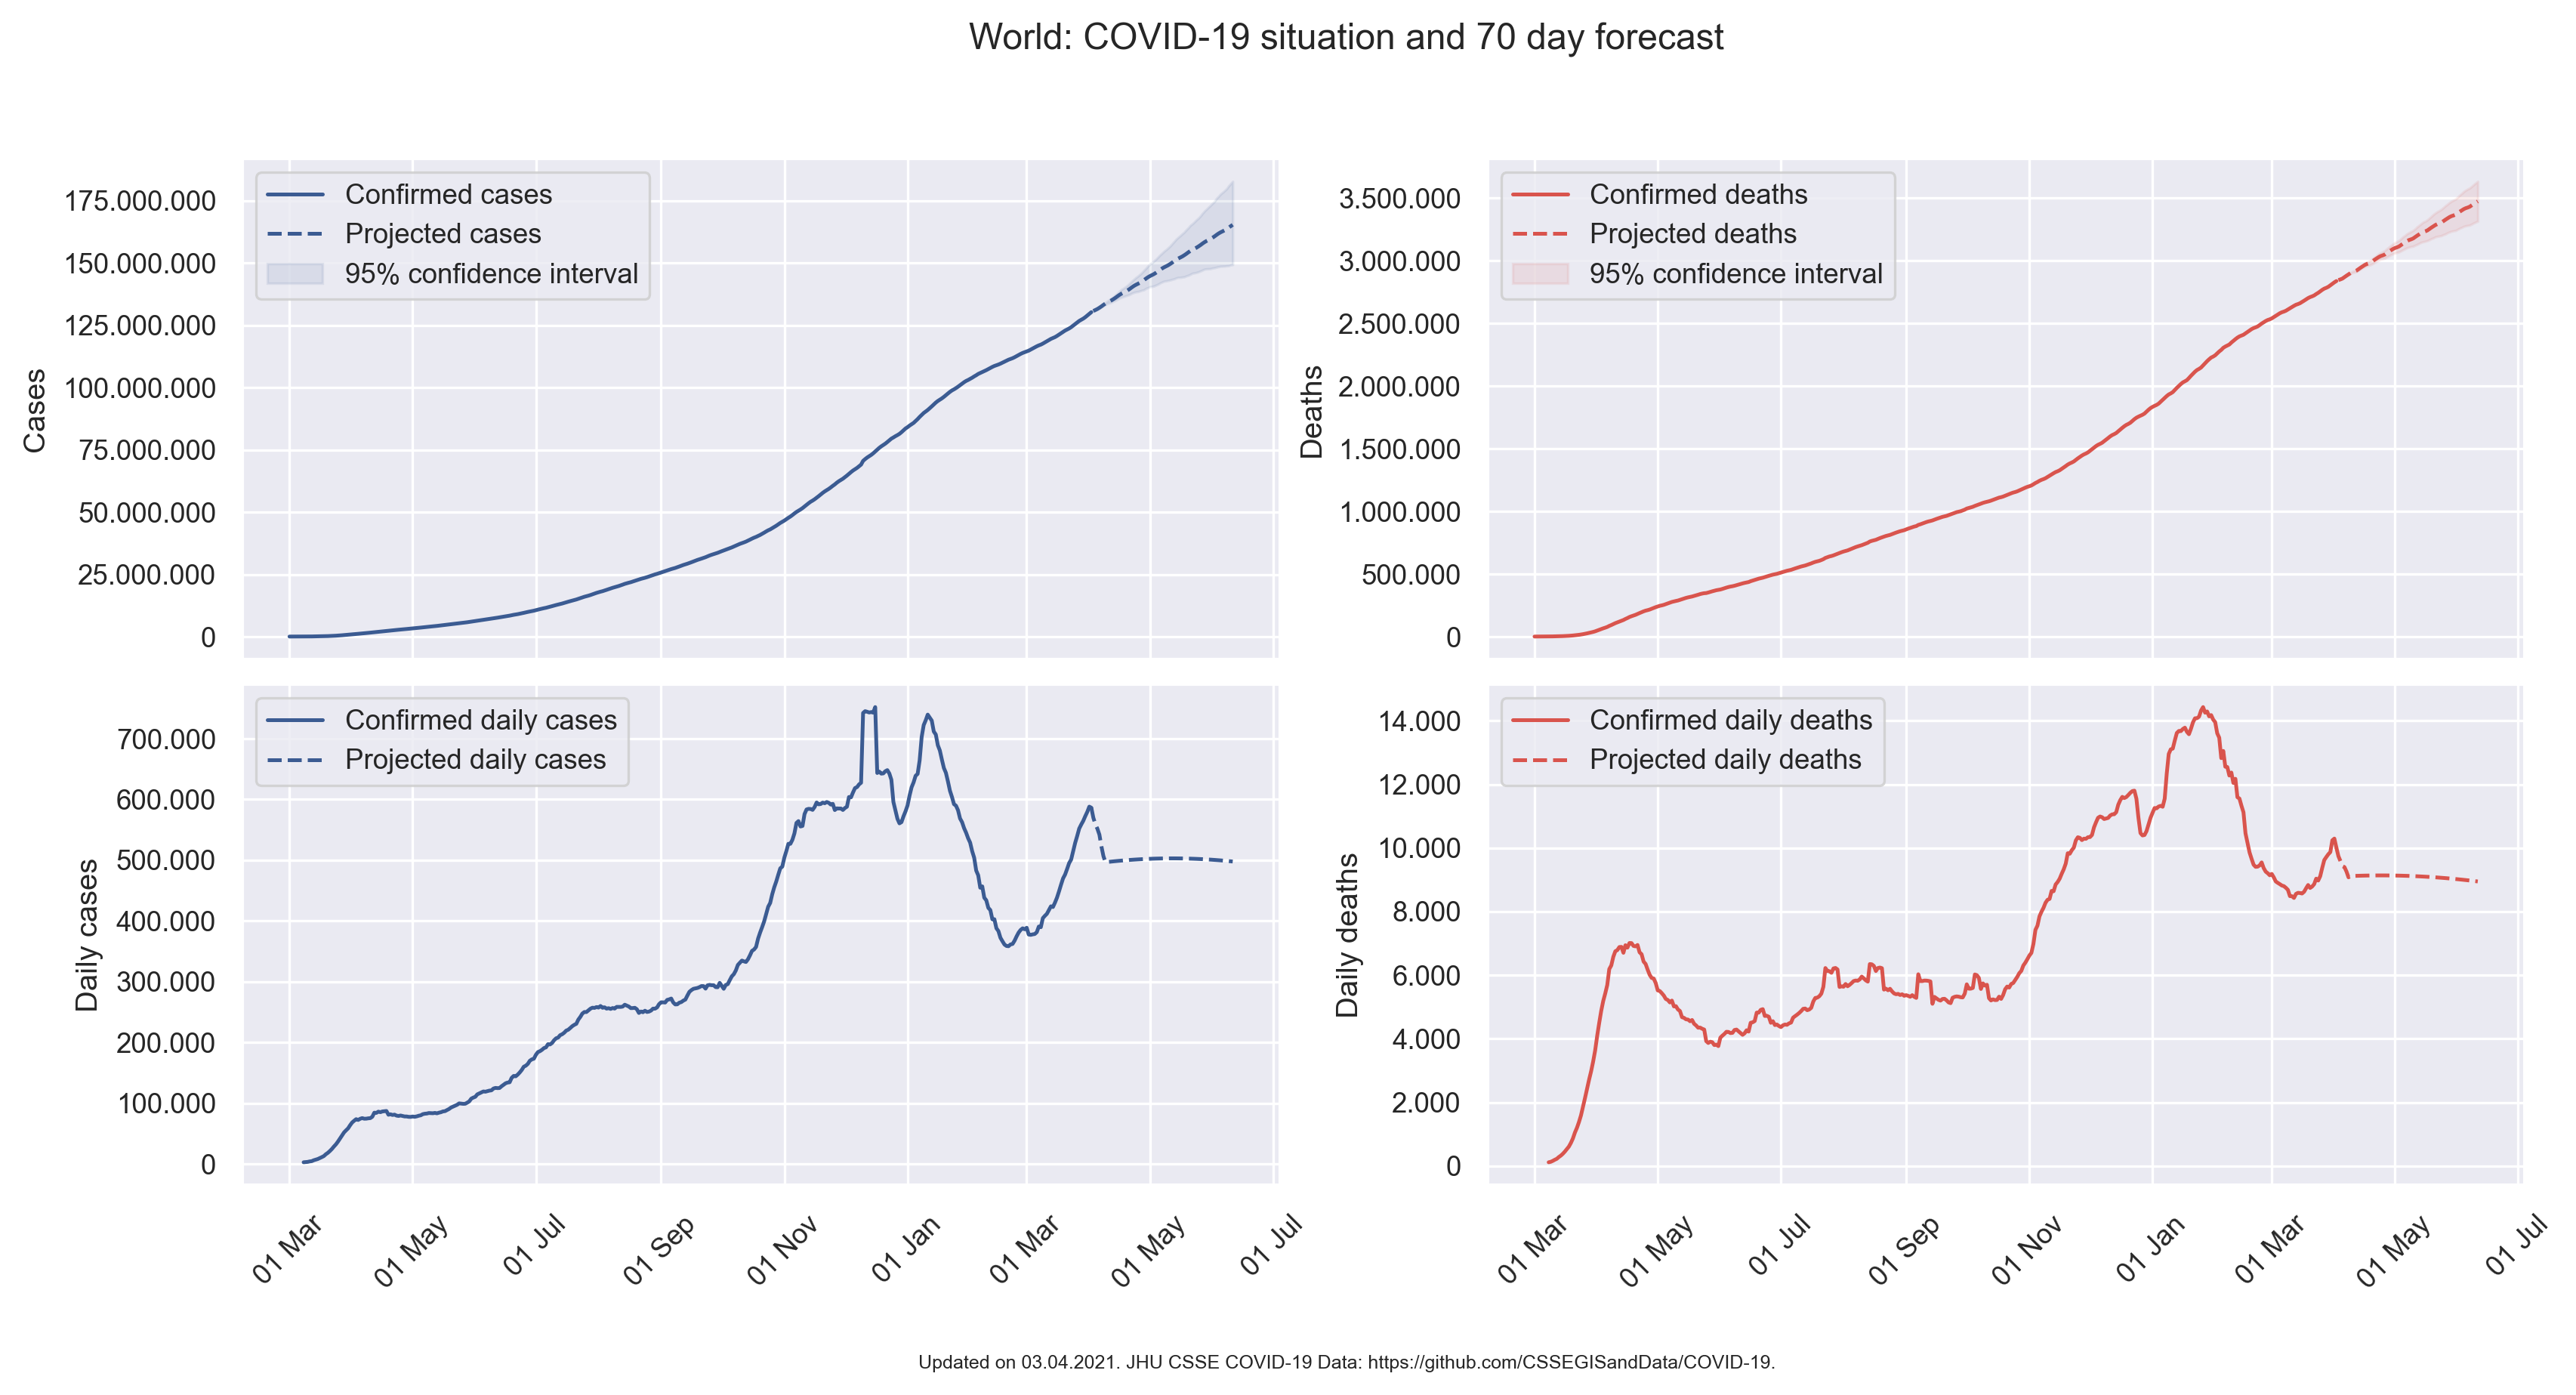 World: COVID-19 situation and 70 day forecast
Confirmed cases
Projected cases
95% confidence interval
175.000.000
150.000.000
125.000.000
100.000.000
75.000.000
50.000.000
25.000.000
0
Cases
Confirmed deaths
Projected deaths
95% confidence interval
3.500.000
3.000.000
2.500.000
2.000.000
1.500.000
1.000.000
500.000
0
Deaths
Confirmed daily cases
Projected daily cases
700.000
600.000
500.000
400.000
300.000
200.000
100.000
0
Daily cases
01 Mar
01 May
01 Jul
01 Sep
01 Nov
01 Jan
01 Mar
01 May
01 Jul
Confirmed daily deaths
Projected daily deaths
14.000
12.000
10.000
8.000
6.000
4.000
2.000
0
Daily deaths
01 Mar
01 May
01 Jul
01 Sep
01 Nov
01 Jan
01 Mar
01 May
01 Jul
Updated on 03.04.2021. JHU CSSE COVID-19 Data: https://github.com/CSSEGISandData/COVID-19.